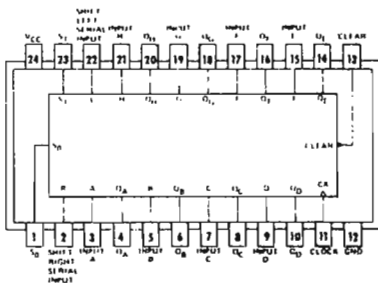 SHIFT
LEFT
SERIAL
VCC S1 INPUT INPUT H QH INPUT G QG INPUT F QF INPUT E QE CLEAR
24 23 22 21 20 19 18 17 16 15 14 13
S1 L H QH G QG F QF E QE
S0 CLEAR
R A QA B QB C QC D QD CK
1 2 3 4 5 6 7 8 9 10 11 12
S0 SHIFT INPUT A QA INPUT B QB INPUT C QC INPUT D QD CLOCK GND
RIGHT
SERIAL
INPUT